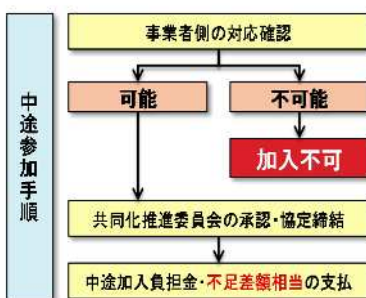 中途参加手順
事業者側の対応確認
可能
不可能
加入不可
共同化推進委員会の承認・協定締結
中途加入負担金・不足差額相当の支払